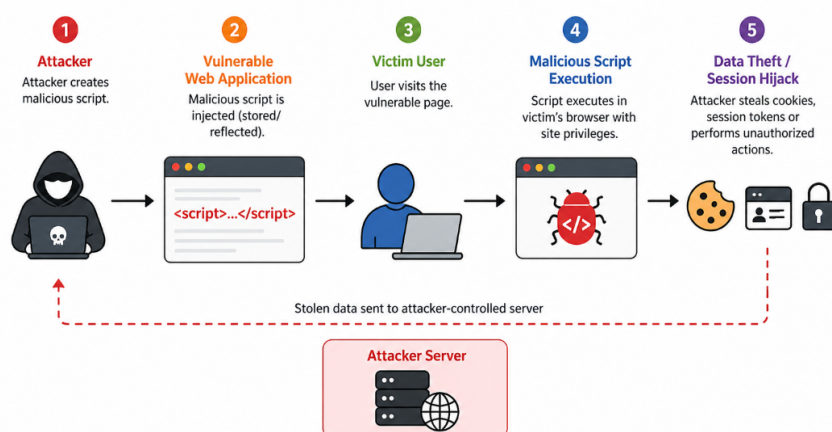 1
Attacker
Attacker creates
malicious script.
2
Vulnerable
Web Application
Malicious script is
injected (stored/
reflected).
<script>...</script>
3
Victim User
User visits the
vulnerable page.
4
Malicious Script
Execution
Script executes in
victim's browser with
site privileges.
</>
5
Data Theft /
Session Hijack
Attacker steals cookies,
session tokens or
performs unauthorized
actions.
Stolen data sent to attacker-controlled server
Attacker Server